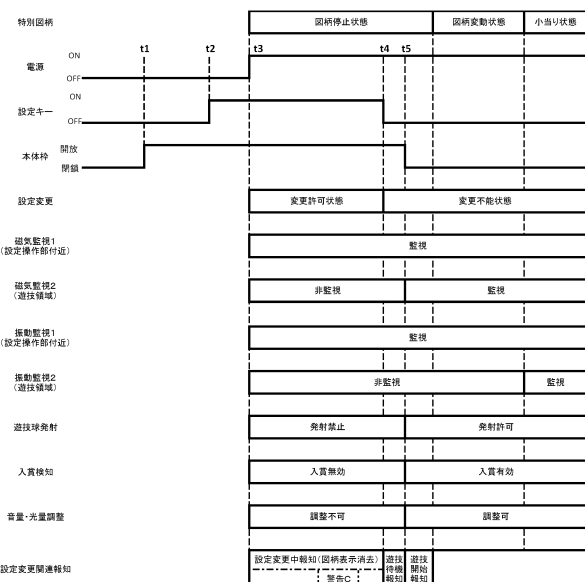 特別図柄 図柄停止状態 図柄変動状態 小当り状態
t1 t2 t3 t4 t5
電源 ON
OFF
設定キー ON
OFF
本体枠 開放
閉鎖
設定変更 変更許可状態 変更不能状態
磁気監視1
(設定操作部付近) 監視
磁気監視2
(遊技領域) 非監視 監視
振動監視1
(設定操作部付近) 監視
振動監視2
(遊技領域) 非監視 監視
遊技球発射 発射禁止 発射許可
入賞検知 入賞無効 入賞有効
音量・光量調整 調整不可 調整可
設定変更関連報知 設定変更中報知(図柄表示消去)
警告C
遊技
待機
報知
遊技
開始
報知